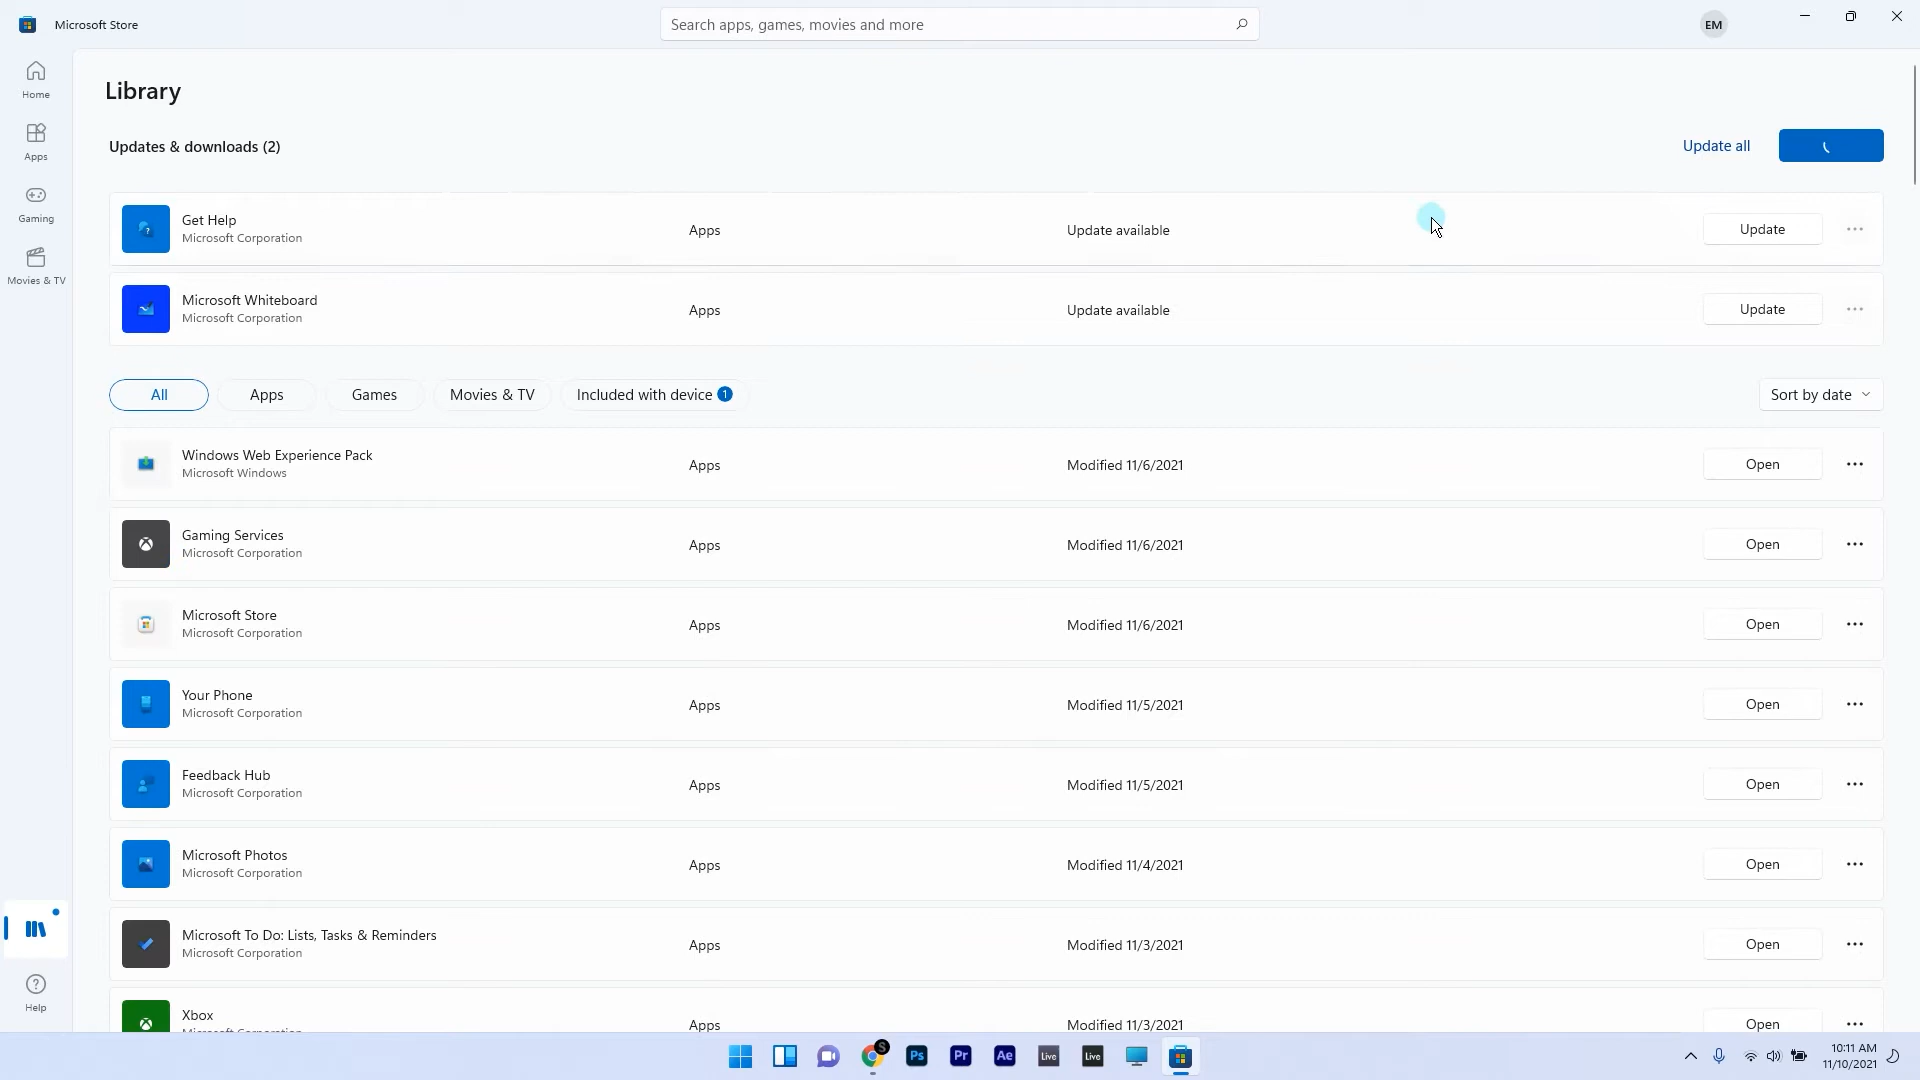 Microsoft Store
Search apps, games, movies and more
EM
Home
Apps
Gaming
Movies & TV
Library
Updates & downloads (2)
Update all
Get Help
Microsoft Corporation
Apps
Update available
Update
Microsoft Whiteboard
Microsoft Corporation
Apps
Update available
Update
All
Apps
Games
Movies & TV
Included with device 1
Sort by date
Windows Web Experience Pack
Microsoft Windows
Apps
Modified 11/6/2021
Open
Gaming Services
Microsoft Corporation
Apps
Modified 11/6/2021
Open
Microsoft Store
Microsoft Corporation
Apps
Modified 11/6/2021
Open
Your Phone
Microsoft Corporation
Apps
Modified 11/5/2021
Open
Feedback Hub
Microsoft Corporation
Apps
Modified 11/5/2021
Open
Microsoft Photos
Microsoft Corporation
Apps
Modified 11/4/2021
Open
Microsoft To Do: Lists, Tasks & Reminders
Microsoft Corporation
Apps
Modified 11/3/2021
Open
Xbox
Microsoft Corporation
Apps
Modified 11/3/2021
Open
Help
S
Ps
Pr
Ae
Live
Live
10:11 AM
11/10/2021